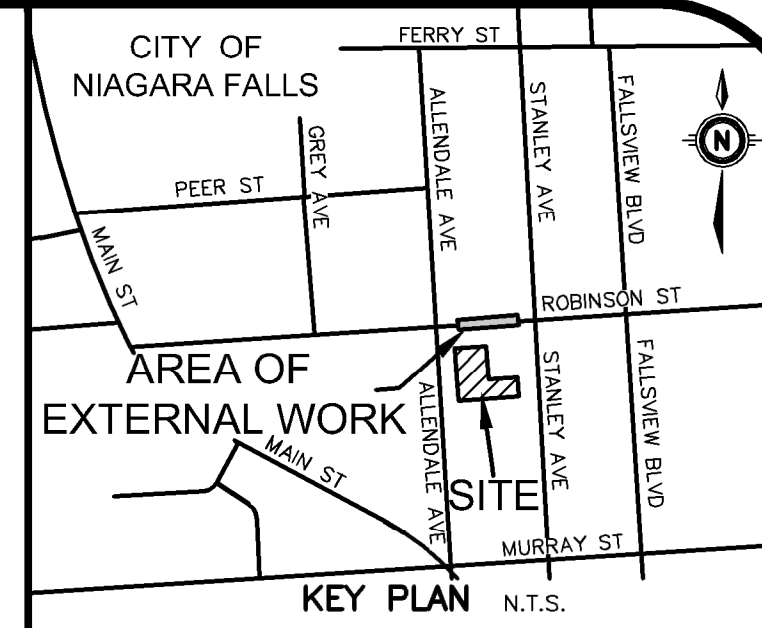 CITY OF
NIAGARA FALLS
FERRY ST
ALLENDALE AVE
STANLEY AVE
FALLSVIEW BLVD
N
GREY AVE
PEER ST
MAIN ST
ROBINSON ST
AREA OF
EXTERNAL WORK
ALLENDALE AVE
STANLEY AVE
FALLSVIEW BLVD
MAIN ST
SITE
MURRAY ST
KEY PLAN N.T.S.